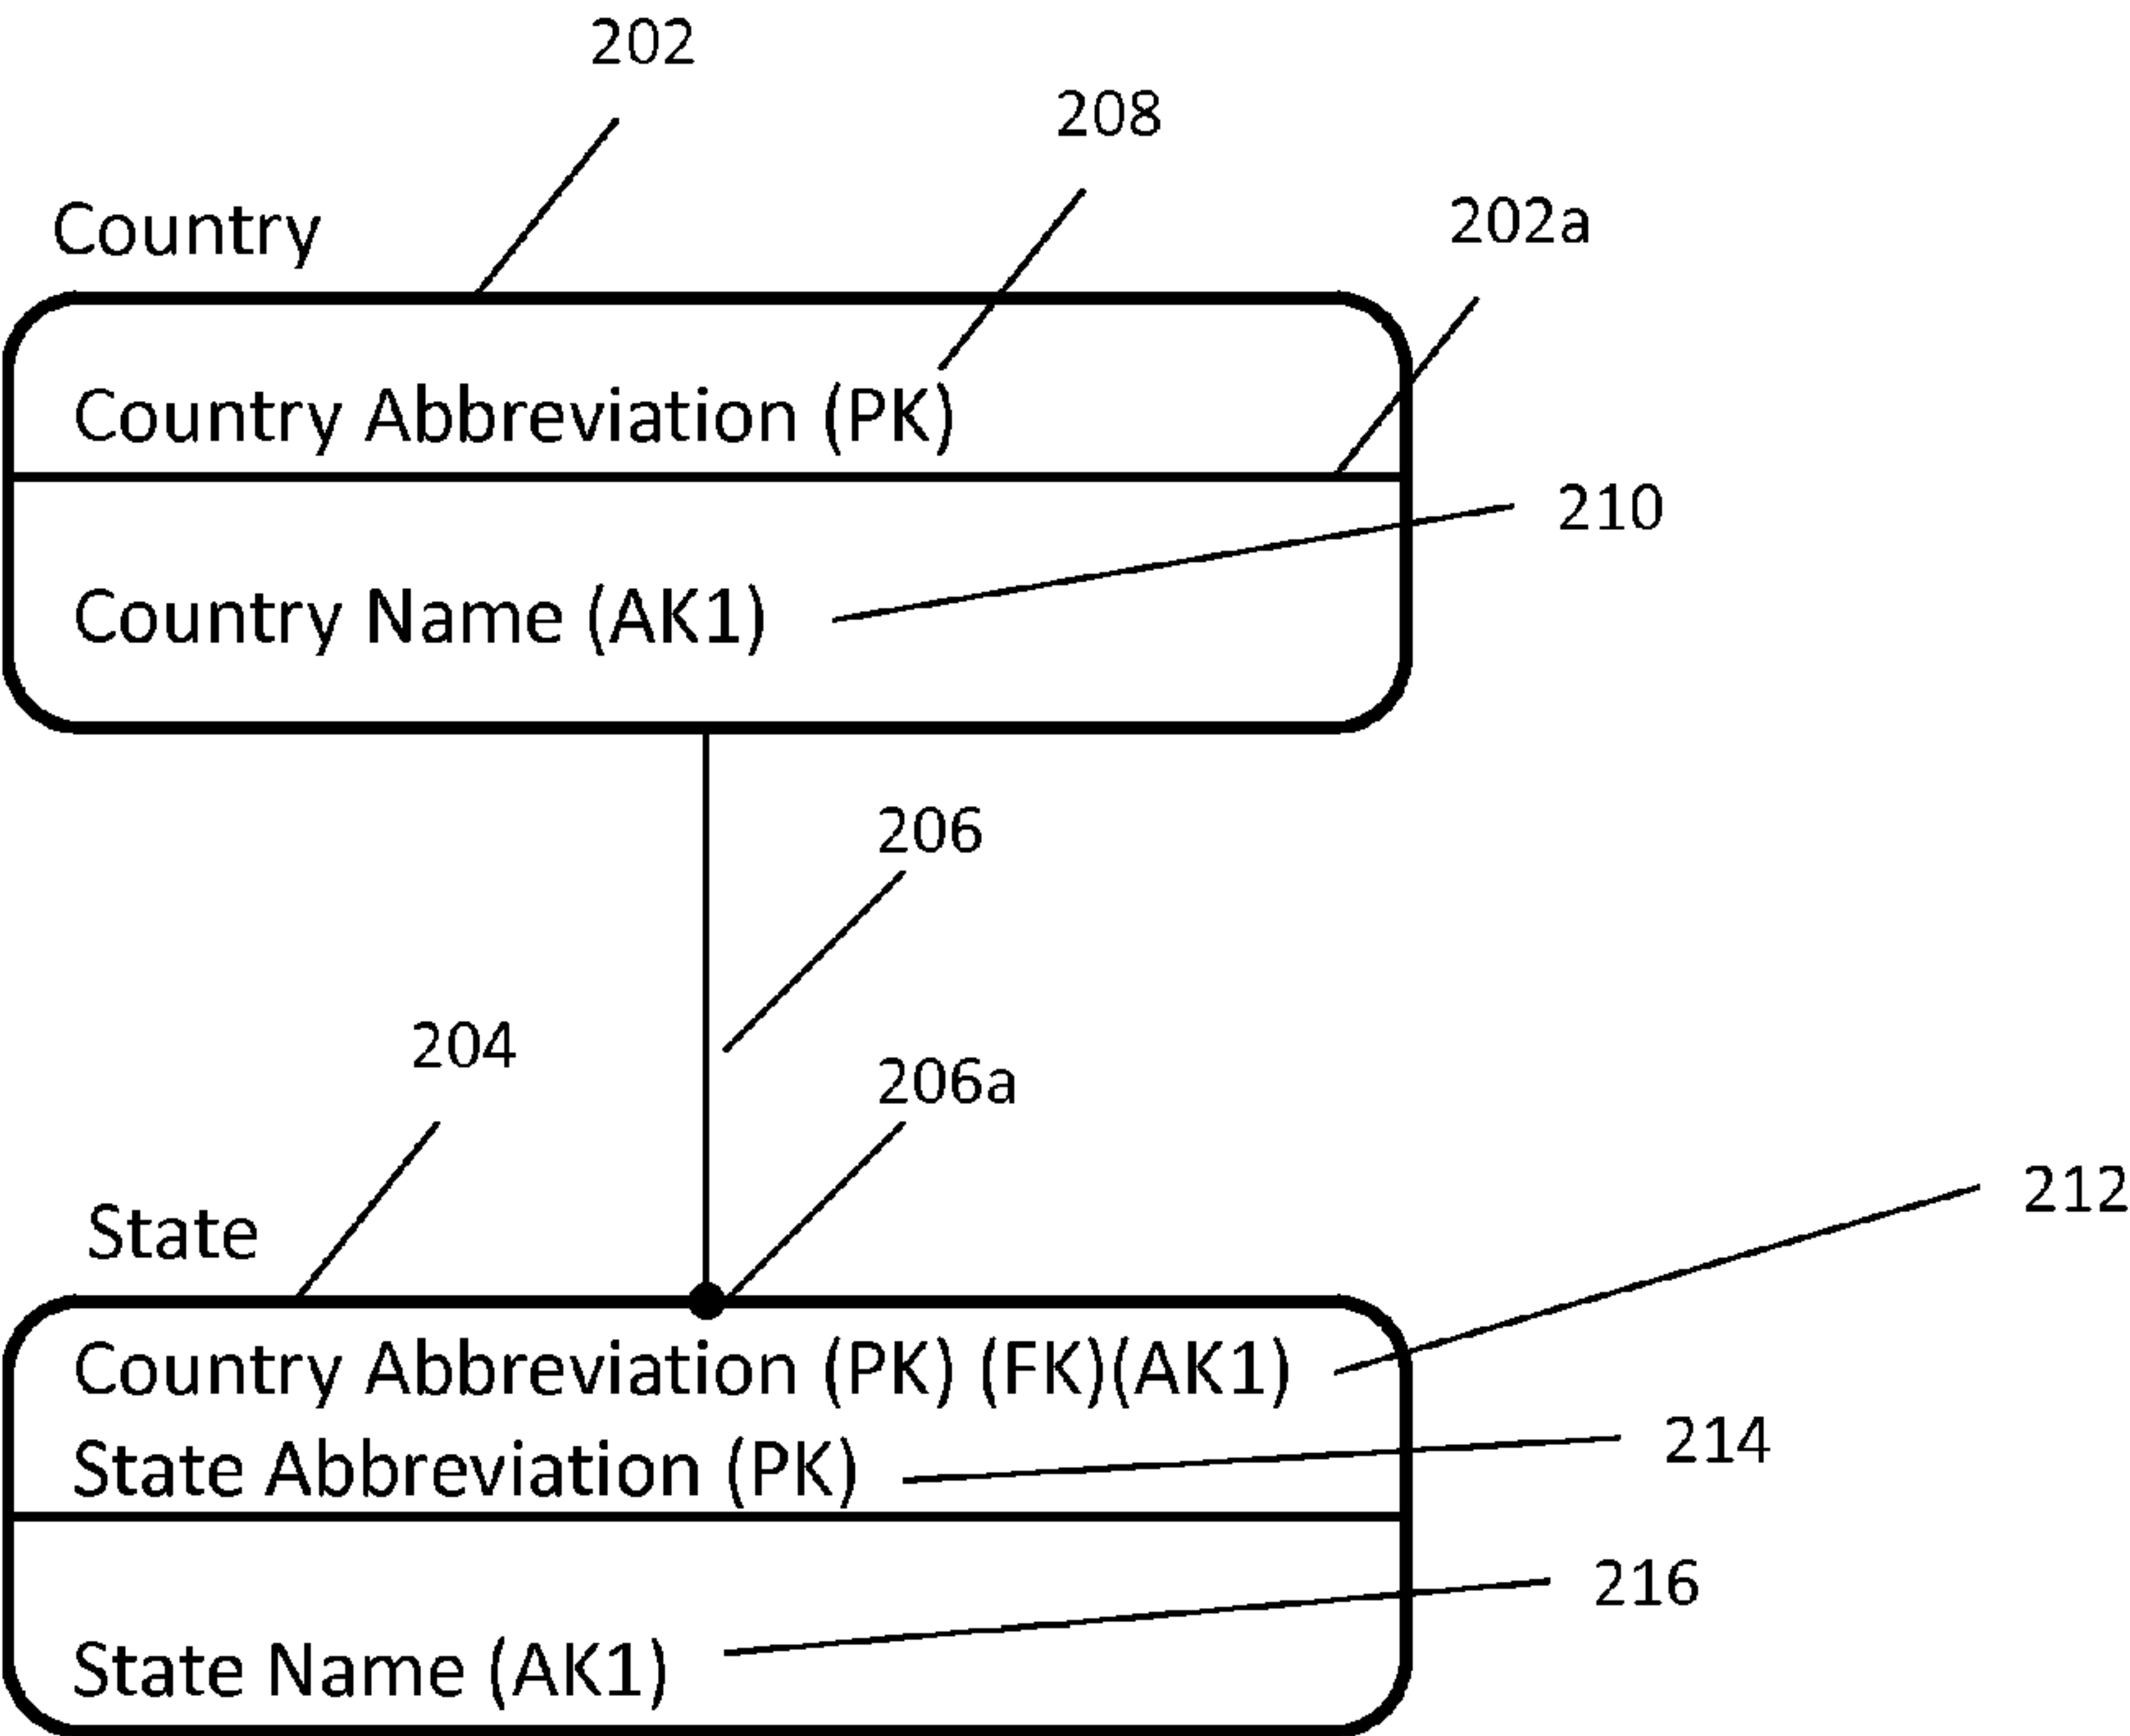 202
208
202a
Country
Country Abbreviation (PK)
210
Country Name (AK1)
206
204
206a
212
State
Country Abbreviation (PK) (FK)(AK1)
214
State Abbreviation (PK)
216
State Name (AK1)